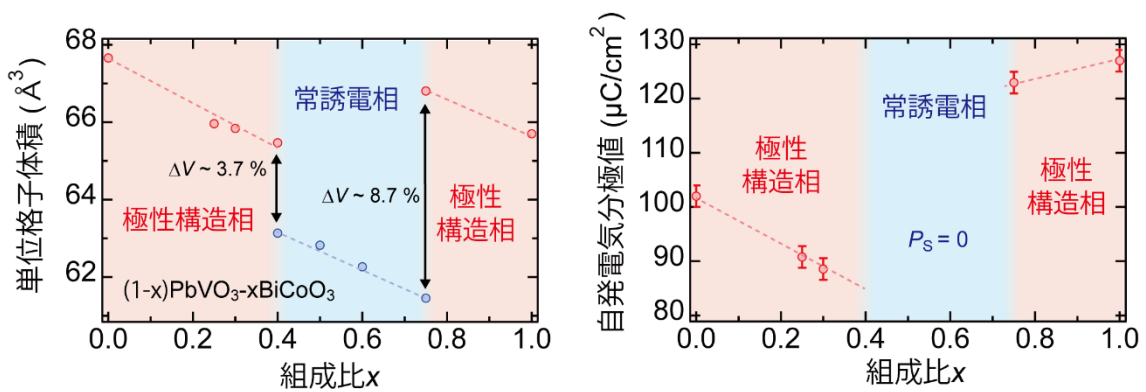 単位格子体積 (Å³)
68
66
64
62
常誘電相
ΔV ~ 3.7 %
ΔV ~ 8.7 %
極性構造相
極性
構造相
(1-x)PbVO₃-xBiCoO₃
0.0
0.2
0.4
0.6
0.8
1.0
組成比x
自発電気分極値 (μC/cm²)
130
120
110
100
90
80
常誘電相
極性
構造相
極性
構造相
Pₛ = 0
0.0
0.2
0.4
0.6
0.8
1.0
組成比x